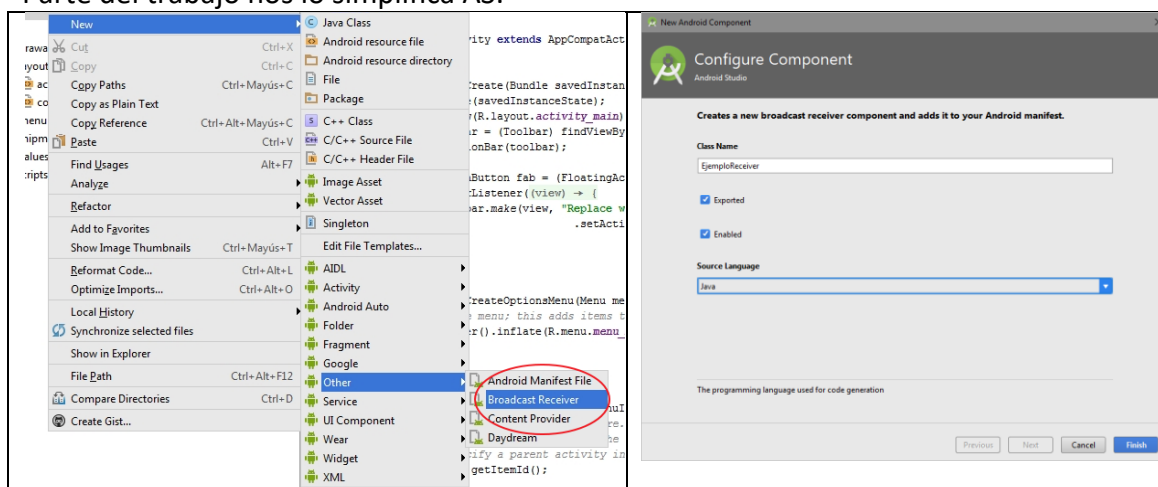 Parte del trabajo nos lo simplifica AS:
New
Cut Ctrl+X
Copy Ctrl+C
Copy Paths Ctrl+Mayús+C
Copy as Plain Text
Copy Reference Ctrl+Alt+Mayús+C
Paste Ctrl+V
Find Usages Alt+F7
Analyze
Refactor
Add to Favorites
Show Image Thumbnails Ctrl+Mayús+T
Reformat Code... Ctrl+Alt+L
Optimize Imports... Ctrl+Alt+O
Local History
Synchronize selected files
Show in Explorer
File Path Ctrl+Alt+F12
Compare Directories Ctrl+D
Create Gist...
Java Class
Android resource file
Android resource directory
File
Package
C++ Class
C/C++ Source File
C/C++ Header File
Image Asset
Vector Asset
Singleton
Edit File Templates...
AIDL
Activity
Android Auto
Folder
Fragment
Google
Other
Service
UI Component
Wear
Widget
XML
Android Manifest File
Broadcast Receiver
Content Provider
Daydream
extends AppCompatAct
(Bundle savedInstan
(savedInstanceState);
(R.layout.activity_main)
= (Toolbar) findViewBy
(toolbar);
Button fab = (FloatingAc
Listener((view) → {
.make(view, "Replace w
.setActi
CreateOptionsMenu(Menu me
menu; this adds items t
().inflate(R.menu.menu_
ify a parent activity in
getItemId();
New Android Component
Configure Component
Android Studio
Creates a new broadcast receiver component and adds it to your Android manifest.
Class Name
EjemploReceiver
Exported
Enabled
Source Language
Java
The programming language used for code generation
Previous Next Cancel Finish